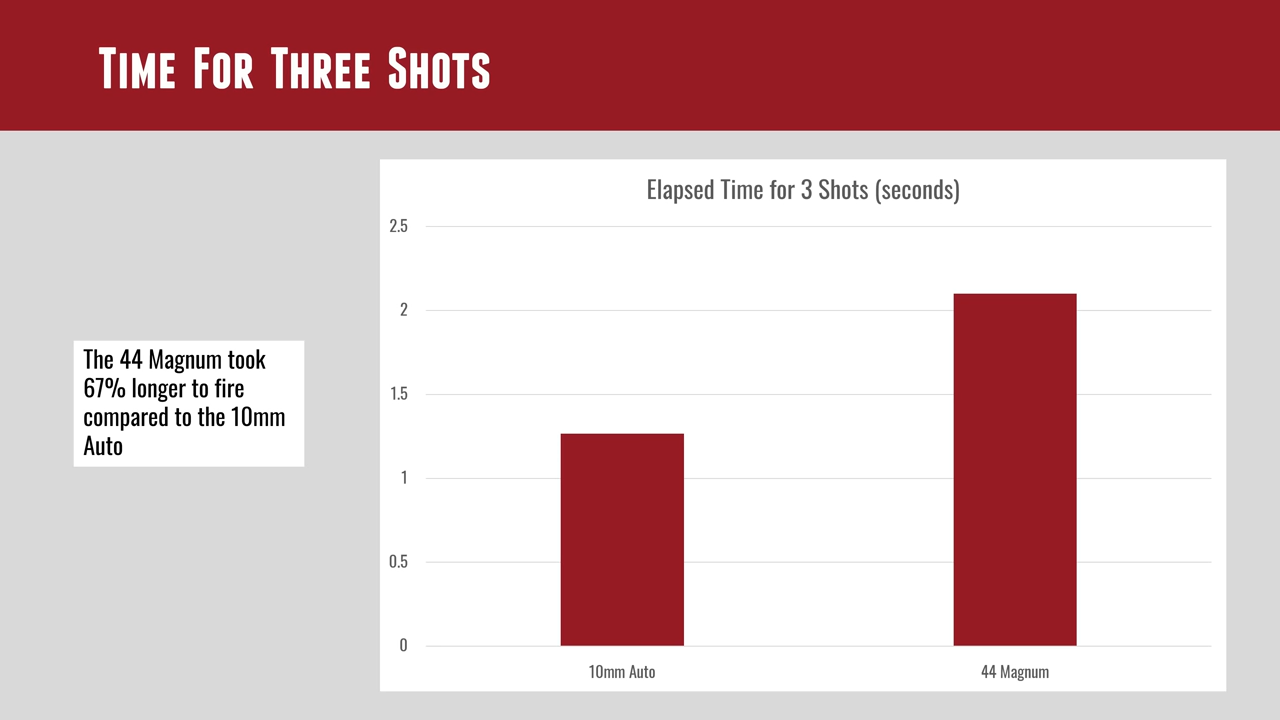 Time For Three Shots
Elapsed Time for 3 Shots (seconds)
2.5
2
1.5
1
0.5
0
10mm Auto
44 Magnum
The 44 Magnum took
67% longer to fire
compared to the 10mm
Auto